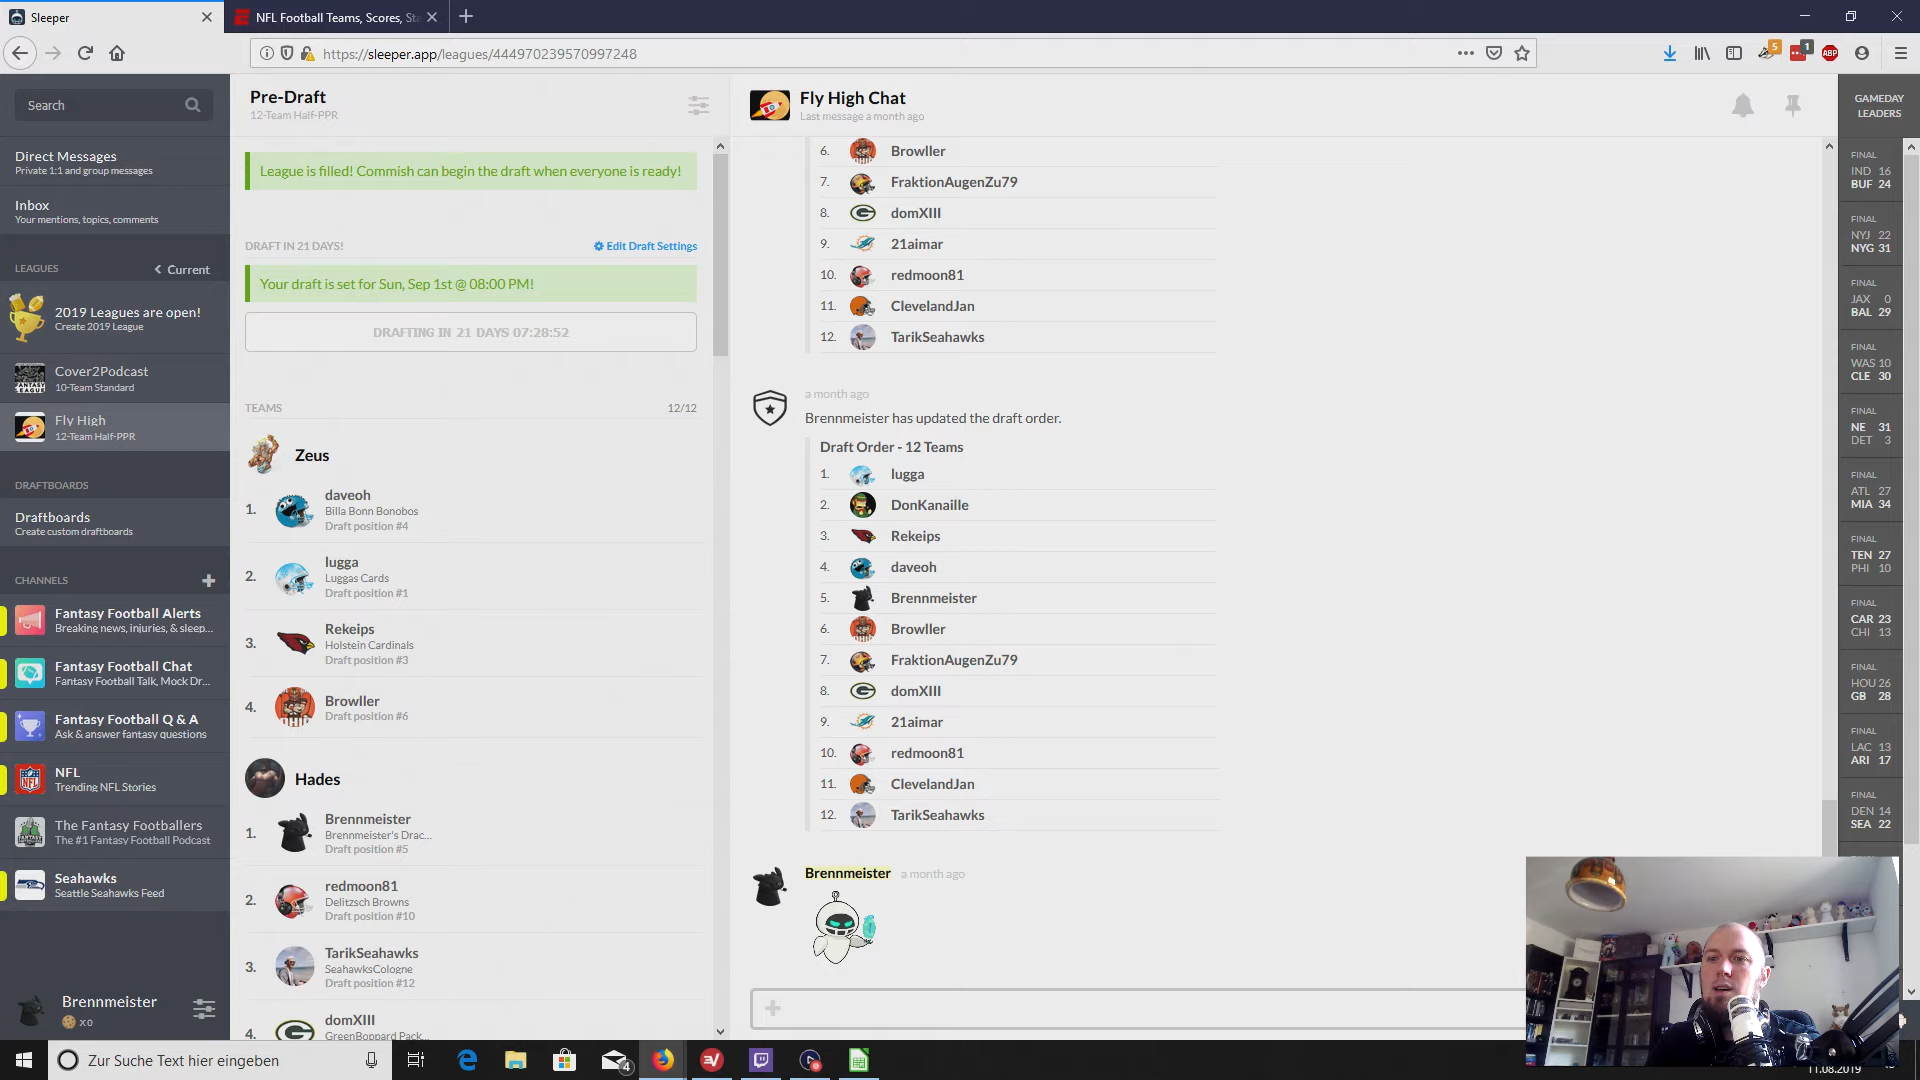 Sleeper
NFL Football Teams, Scores, Sta
https://sleeper.app/leagues/444970239570997248
5
1
ABP
Search
Direct Messages
Private 1:1 and group messages
Inbox
Your mentions, topics, comments
LEAGUES
Current
2019 Leagues are open!
Create 2019 League
Cover2Podcast
10-Team Standard
Fly High
12-Team Half-PPR
DRAFTBOARDS
Draftboards
Create custom draftboards
CHANNELS
Fantasy Football Alerts
Breaking news, injuries, & sleep...
Fantasy Football Chat
Fantasy Football Talk, Mock Dr...
Fantasy Football Q & A
Ask & answer fantasy questions
NFL
Trending NFL Stories
The Fantasy Footballers
The #1 Fantasy Football Podcast
Seahawks
Seattle Seahawks Feed
Brennmeister
X0
Pre-Draft
12-Team Half-PPR
League is filled! Commish can begin the draft when everyone is ready!
DRAFT IN 21 DAYS!
Edit Draft Settings
Your draft is set for Sun, Sep 1st @ 08:00 PM!
DRAFTING IN 21 DAYS 07:28:52
TEAMS
12/12
Zeus
1.
daveoh
Billa Bonn Bonobos
Draft position #4
2.
lugga
Luggas Cards
Draft position #1
3.
Rekeips
Holstein Cardinals
Draft position #3
4.
Browller
Draft position #6
Hades
1.
Brennmeister
Brennmeister's Drac...
Draft position #5
2.
redmoon81
Delitzsch Browns
Draft position #10
3.
TarikSeahawks
SeahawksCologne
Draft position #12
4.
domXIII
GreenBoppard Pack...
Fly High Chat
Last message a month ago
6. Browller
7. FraktionAugenZu79
8. domXIII
9. 21aimar
10. redmoon81
11. ClevelandJan
12. TarikSeahawks
a month ago
Brennmeister has updated the draft order.
Draft Order - 12 Teams
1. lugga
2. DonKanaille
3. Rekeips
4. daveoh
5. Brennmeister
6. Browller
7. FraktionAugenZu79
8. domXIII
9. 21aimar
10. redmoon81
11. ClevelandJan
12. TarikSeahawks
Brennmeister a month ago
GAMEDAY
LEADERS
FINAL
IND 16
BUF 24
FINAL
NYJ 22
NYG 31
FINAL
JAX 0
BAL 29
FINAL
WAS 10
CLE 30
FINAL
NE 31
DET 3
FINAL
ATL 27
MIA 34
FINAL
TEN 27
PHI 10
FINAL
CAR 23
CHI 13
FINAL
HOU 26
GB 28
FINAL
LAC 13
ARI 17
FINAL
DEN 14
SEA 22
Zur Suche Text hier eingeben
4
11.08.2019